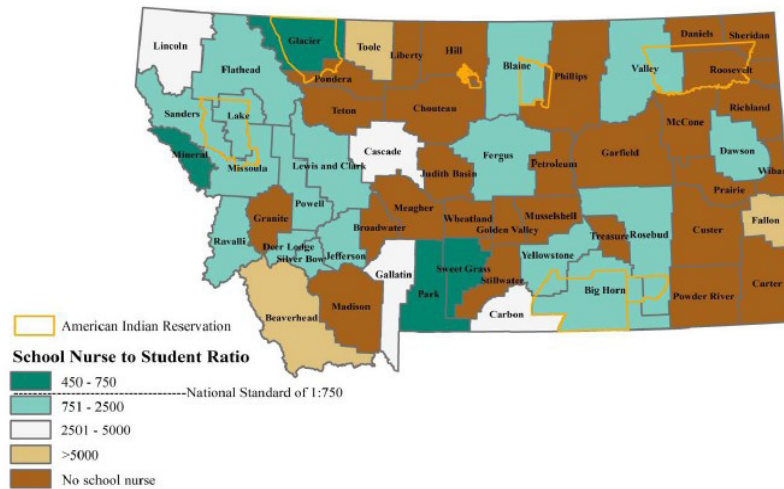 Lincoln
Glacier
Toole
Liberty
Hill
Blaine
Phillips
Valley
Daniels
Sheridan
Roosevelt
Flathead
Pondera
Teton
Chouteau
Richland
McCone
Sanders
Lake
Mineral
Missoula
Lewis and Clark
Cascade
Judith Basin
Fergus
Petroleum
Garfield
Dawson
Wibau
Prairie
Powell
Granite
Meagher
Wheatland
Musselshell
Golden Valley
Treasure
Rosebud
Custer
Fallon
Ravalli
Deer Lodge
Silver Bow
Jefferson
Broadwater
Gallatin
Park
Sweet Grass
Stillwater
Yellowstone
Big Horn
Carbon
Powder River
Carter
Beaverhead
Madison
American Indian Reservation
School Nurse to Student Ratio
450 - 750
National Standard of 1:750
751 - 2500
2501 - 5000
>5000
No school nurse